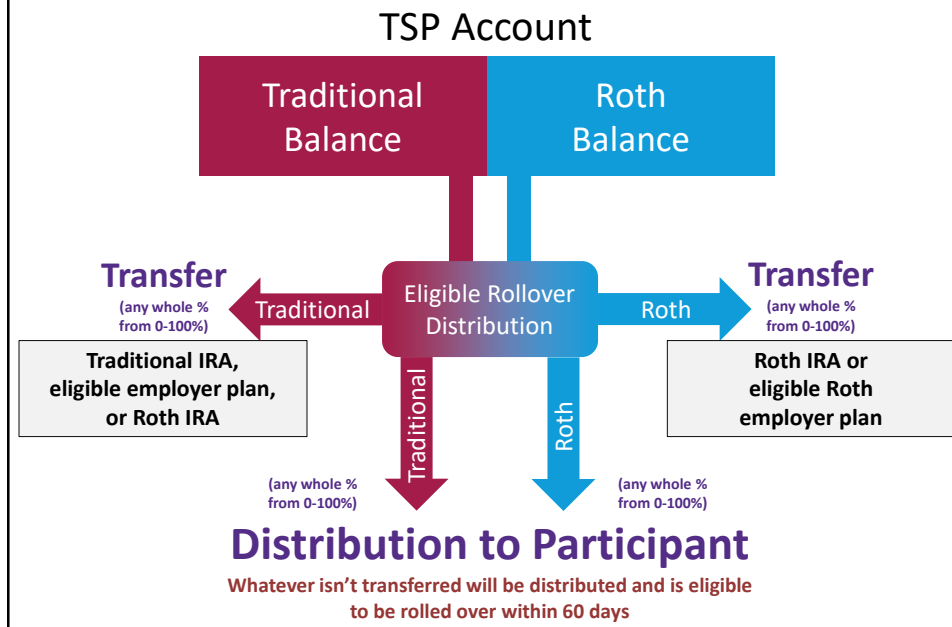 TSP Account
Traditional
Balance
Roth
Balance
Transfer
(any whole %
from 0-100%)
Traditional
Eligible Rollover
Distribution
Roth
Transfer
(any whole %
from 0-100%)
Traditional IRA,
eligible employer plan,
or Roth IRA
Roth IRA or
eligible Roth
employer plan
Traditional
Roth
(any whole %
from 0-100%)
(any whole %
from 0-100%)
Distribution to Participant
Whatever isn’t transferred will be distributed and is eligible
to be rolled over within 60 days